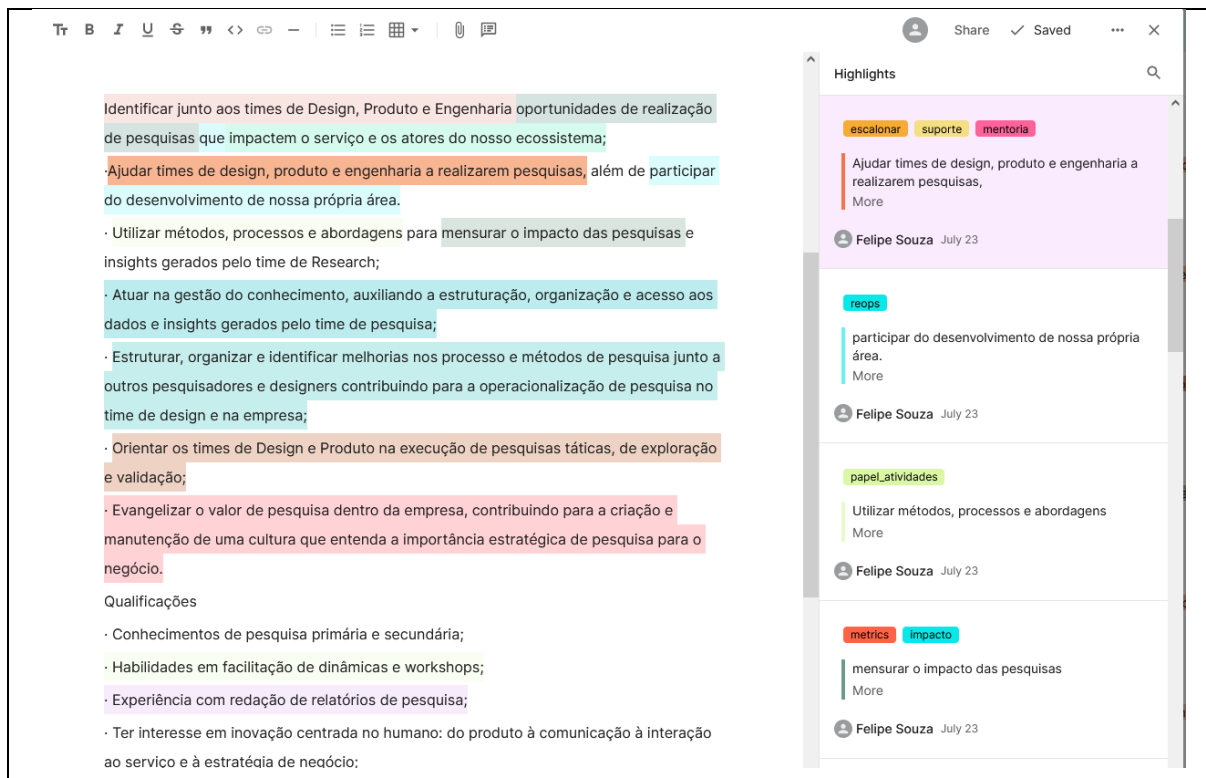 Share
Saved
Identificar junto aos times de Design, Produto e Engenharia oportunidades de realização
de pesquisas que impactem o serviço e os atores do nosso ecossistema;
·Ajudar times de design, produto e engenharia a realizarem pesquisas, além de participar
do desenvolvimento de nossa própria área.
· Utilizar métodos, processos e abordagens para mensurar o impacto das pesquisas e
insights gerados pelo time de Research;
· Atuar na gestão do conhecimento, auxiliando a estruturação, organização e acesso aos
dados e insights gerados pelo time de pesquisa;
· Estruturar, organizar e identificar melhorias nos processo e métodos de pesquisa junto a
outros pesquisadores e designers contribuindo para a operacionalização de pesquisa no
time de design e na empresa;
· Orientar os times de Design e Produto na execução de pesquisas táticas, de exploração
e validação;
· Evangelizar o valor de pesquisa dentro da empresa, contribuindo para a criação e
manutenção de uma cultura que entenda a importância estratégica de pesquisa para o
negócio.
Qualificações
· Conhecimentos de pesquisa primária e secundária;
· Habilidades em facilitação de dinâmicas e workshops;
· Experiência com redação de relatórios de pesquisa;
· Ter interesse em inovação centrada no humano: do produto à comunicação à interação
ao serviço e à estratégia de negócio;
Highlights
escalonar suporte mentoria
Ajudar times de design, produto e engenharia a
realizarem pesquisas,
More
Felipe Souza July 23
reops
participar do desenvolvimento de nossa própria
área.
More
Felipe Souza July 23
papel_atividades
Utilizar métodos, processos e abordagens
More
Felipe Souza July 23
metrics impacto
mensurar o impacto das pesquisas
More
Felipe Souza July 23